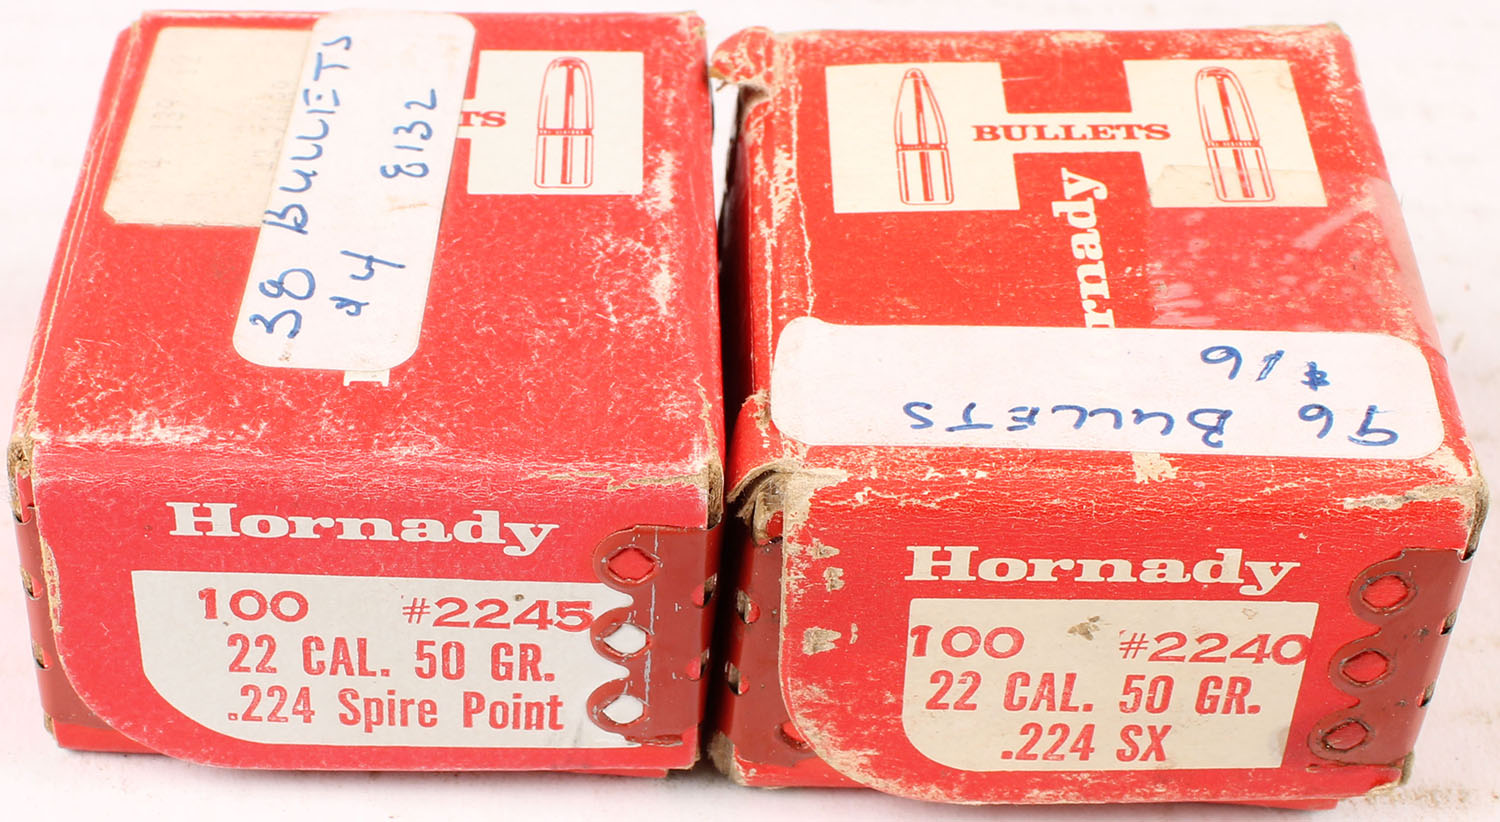 38 BULLETS
$4 8132
TS
Hornady
100 #2245
22 CAL. 50 GR.
.224 Spire Point
BULLETS
rnady
96 BULLETS
$16
Hornady
100 #2240
22 CAL. 50 GR.
.224 SX